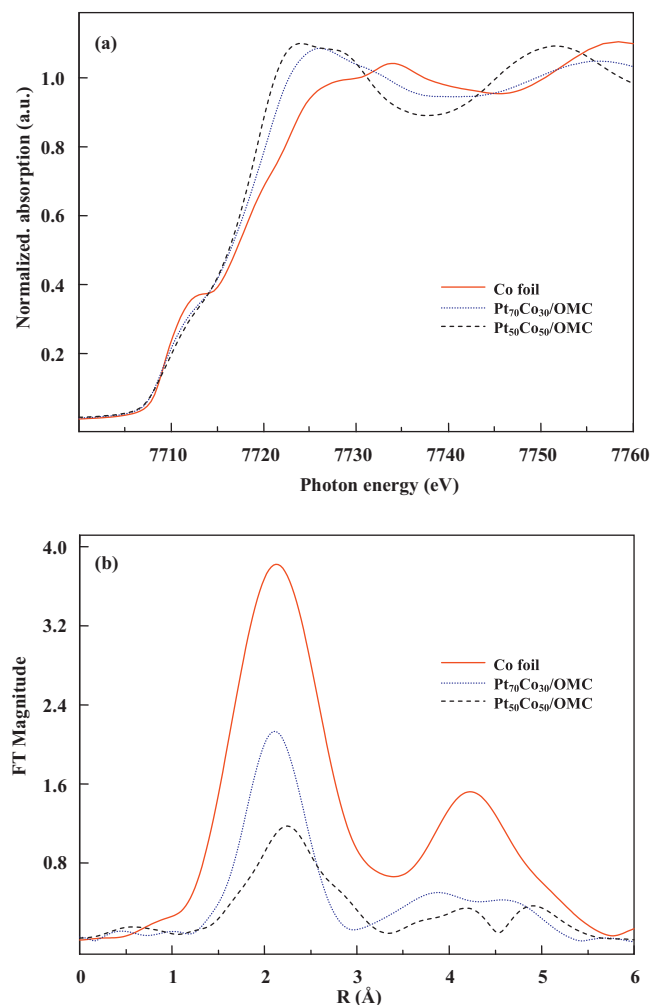 (a)
1.0
0.8
0.6
0.4
0.2
Normalized. absorption (a.u.)
Co foil
Pt₇₀Co₃₀/OMC
Pt₅₀Co₅₀/OMC
7710 7720 7730 7740 7750 7760
Photon energy (eV)
(b)
4.0
3.2
2.4
1.6
0.8
FT Magnitude
Co foil
Pt₇₀Co₃₀/OMC
Pt₅₀Co₅₀/OMC
0 1 2 3 4 5 6
R (Å)